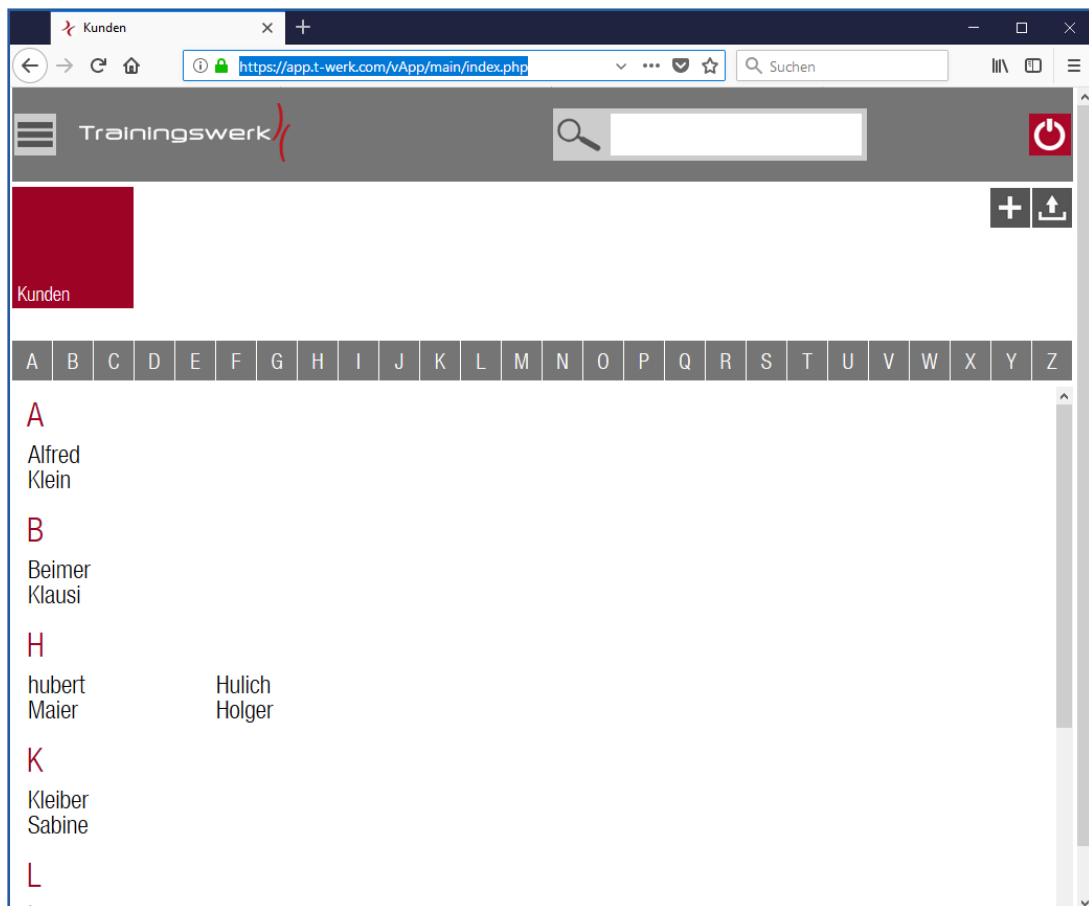 Kunden
https://app.t-werk.com/vApp/main/index.php
Suchen
Trainingswerk
Kunden
A B C D E F G H I J K L M N O P Q R S T U V W X Y Z
A
Alfred
Klein
B
Beimer
Klausi
H
hubert Hulich
Maier Holger
K
Kleiber
Sabine
L